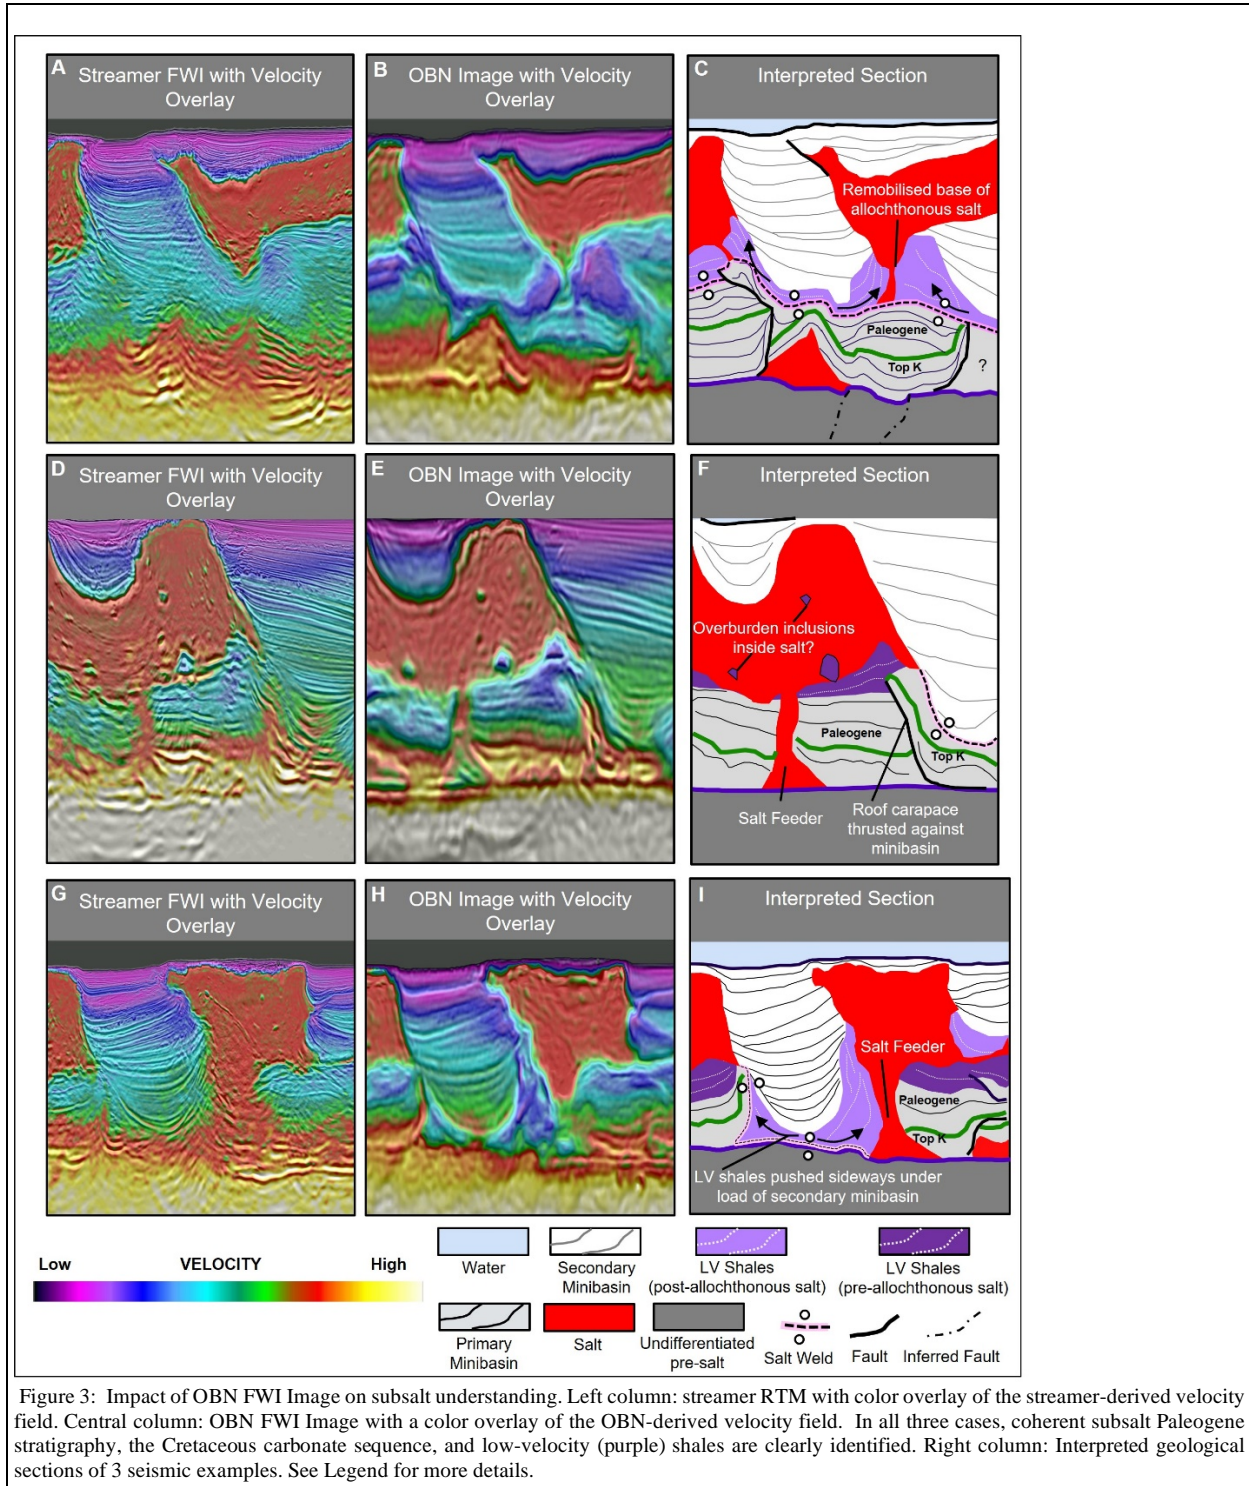 A Streamer FWI with Velocity
Overlay
B OBN Image with Velocity
Overlay
C Interpreted Section
Remobilised base of
allochthonous salt
Paleogene
Top K
?
D Streamer FWI with Velocity
Overlay
E OBN Image with Velocity
Overlay
F Interpreted Section
Overburden inclusions
inside salt?
Paleogene
Top K
Salt Feeder
Roof carapace
thrusted against
minibasin
G Streamer FWI with Velocity
Overlay
H OBN Image with Velocity
Overlay
I Interpreted Section
Salt Feeder
Paleogene
Top K
LV shales pushed sideways under
load of secondary minibasin
Low VELOCITY High
Water
Secondary
Minibasin
LV Shales
(post-allochthonous salt)
LV Shales
(pre-allochthonous salt)
Primary
Minibasin
Salt
Undifferentiated
pre-salt
Salt Weld
Fault
Inferred Fault
Figure 3: Impact of OBN FWI Image on subsalt understanding. Left column: streamer RTM with color overlay of the streamer-derived velocity
field. Central column: OBN FWI Image with a color overlay of the OBN-derived velocity field. In all three cases, coherent subsalt Paleogene
stratigraphy, the Cretaceous carbonate sequence, and low-velocity (purple) shales are clearly identified. Right column: Interpreted geological
sections of 3 seismic examples. See Legend for more details.